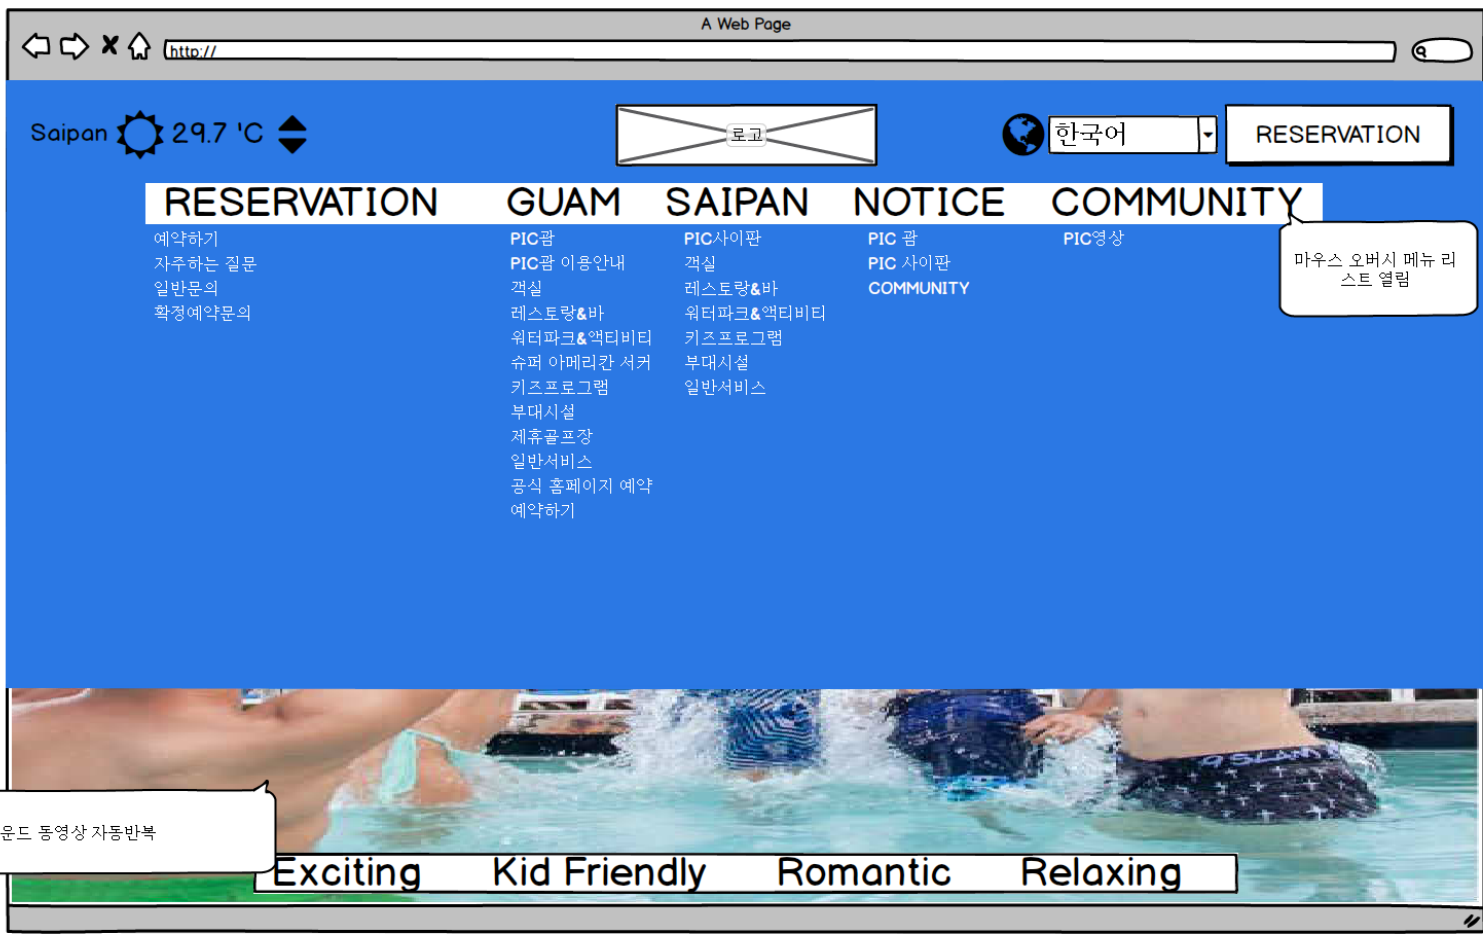 A Web Page
http://
Saipan 29.7 'C
로고
한국어
RESERVATION
RESERVATION GUAM SAIPAN NOTICE COMMUNITY
예약하기
자주하는 질문
일반문의
확정예약문의
PIC괌
PIC괌 이용안내
객실
레스토랑&바
워터파크&액티비티
슈퍼 아메리칸 서커
키즈프로그램
부대시설
제휴골프장
일반서비스
공식 홈페이지 예약
예약하기
PIC사이판
객실
레스토랑&바
워터파크&액티비티
키즈프로그램
부대시설
일반서비스
PIC 괌
PIC 사이판
COMMUNITY
PIC영상
마우스 오버시 메뉴 리
스트 열림
운드 동영상 자동반복
Exciting Kid Friendly Romantic Relaxing